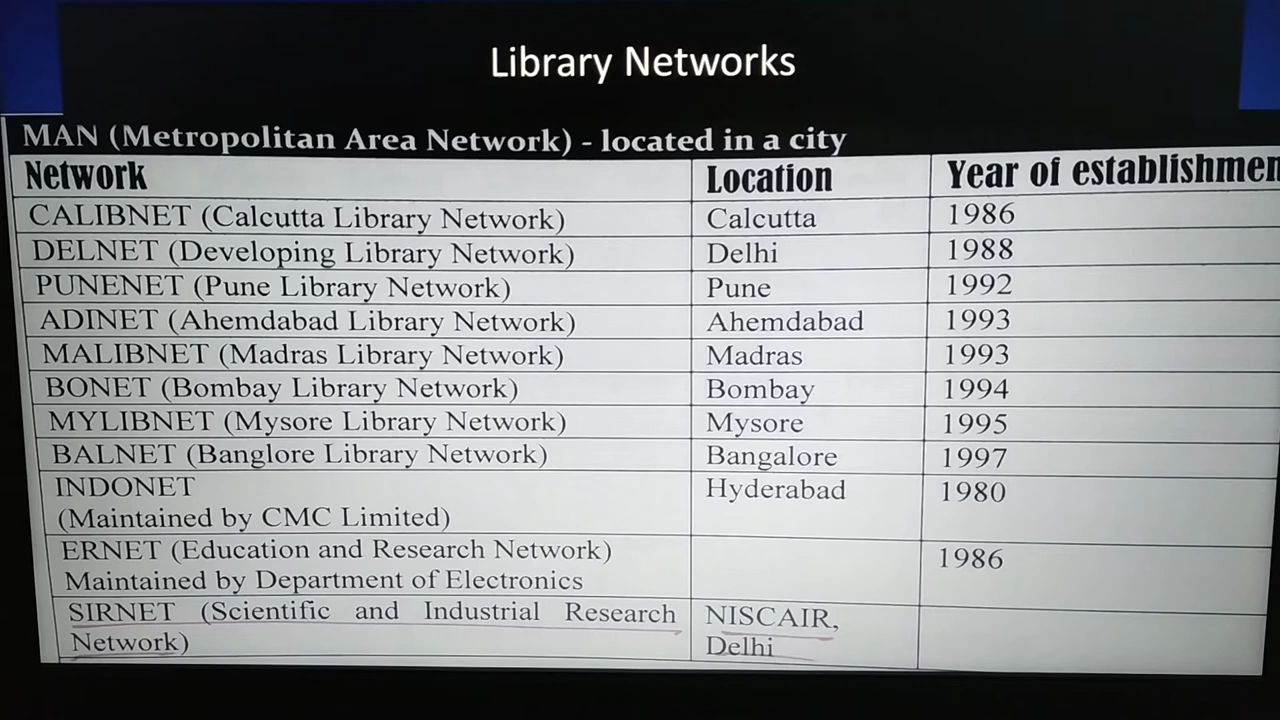 Library Networks
MAN (Metropolitan Area Network) - located in a city
Network Location Year of establishmen
CALIBNET (Calcutta Library Network) Calcutta 1986
DELNET (Developing Library Network) Delhi 1988
PUNENET (Pune Library Network) Pune 1992
ADINET (Ahemdabad Library Network) Ahemdabad 1993
MALIBNET (Madras Library Network) Madras 1993
BONET (Bombay Library Network) Bombay 1994
MYLIBNET (Mysore Library Network) Mysore 1995
BALNET (Banglore Library Network) Bangalore 1997
INDONET Hyderabad 1980
(Maintained by CMC Limited)
ERNET (Education and Research Network) 1986
Maintained by Department of Electronics
SIRNET (Scientific and Industrial Research NISCAIR,
Network) Delhi